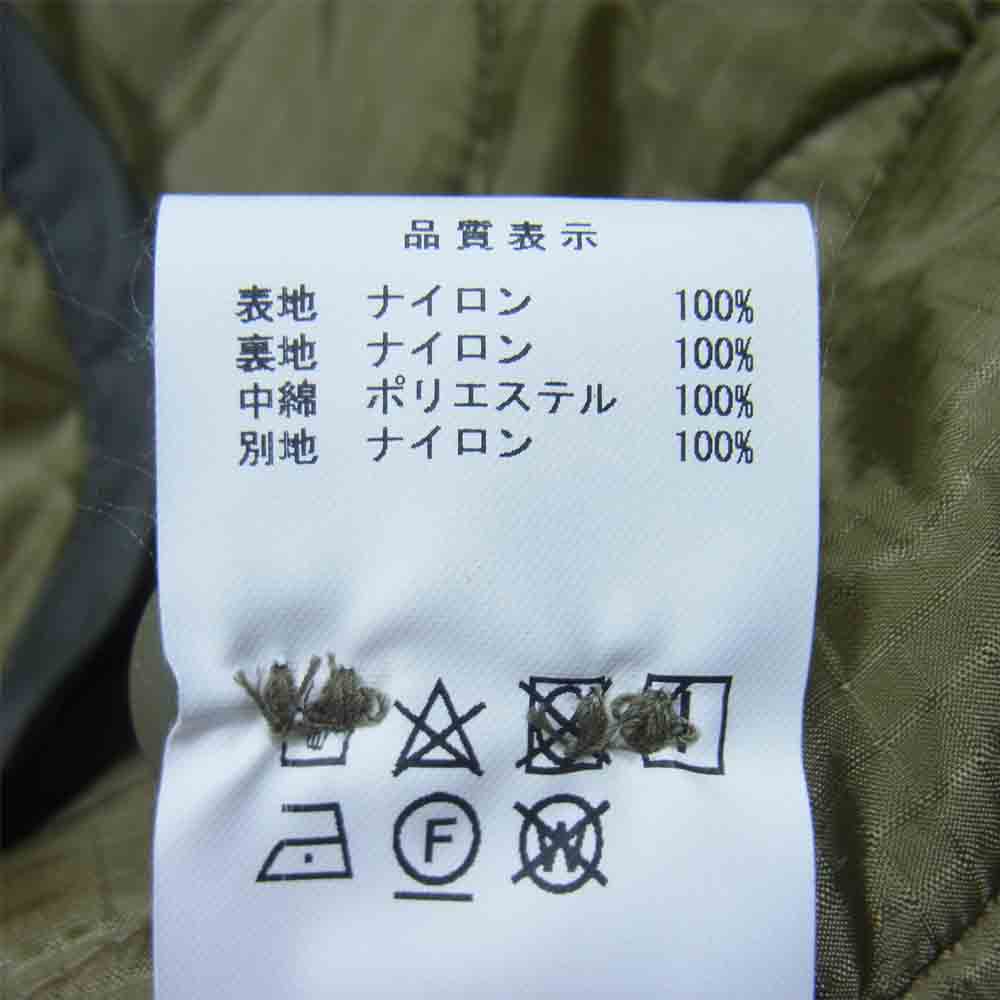 品質表示
表地 ナイロン 100%
裏地 ナイロン 100%
中綿 ポリエステル 100%
別地 ナイロン 100%
F W